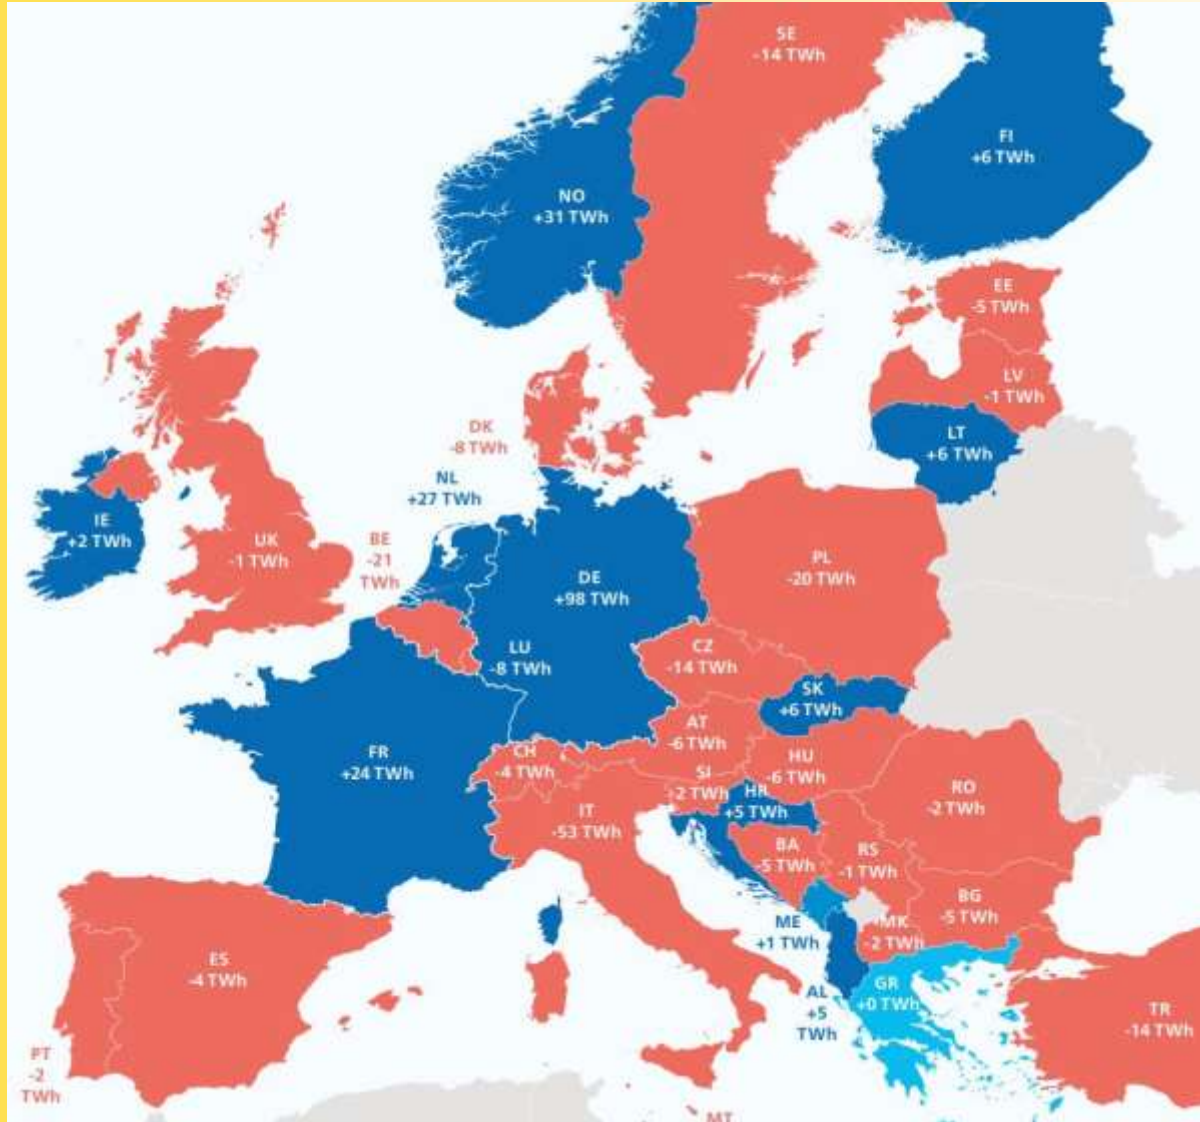 SE
-14 TWh
FI
+6 TWh
NO
+31 TWh
EE
-5 TWh
LV
-1 TWh
DK
-8 TWh
LT
+6 TWh
NL
+27 TWh
IE
+2 TWh
UK
-1 TWh
BE
-21
TWh
DE
+98 TWh
PL
-20 TWh
LU
-8 TWh
CZ
-14 TWh
SK
+6 TWh
AT
-6 TWh
FR
+24 TWh
CH
-4 TWh
HU
-6 TWh
SI
-2 TWh
HR
+5 TWh
RO
-2 TWh
IT
-53 TWh
BA
-5 TWh
RS
-1 TWh
BG
-5 TWh
ME
+1 TWh
MK
-2 TWh
ES
-4 TWh
AL
+5
TWh
GR
+0 TWh
TR
-14 TWh
PT
-2
TWh
MT